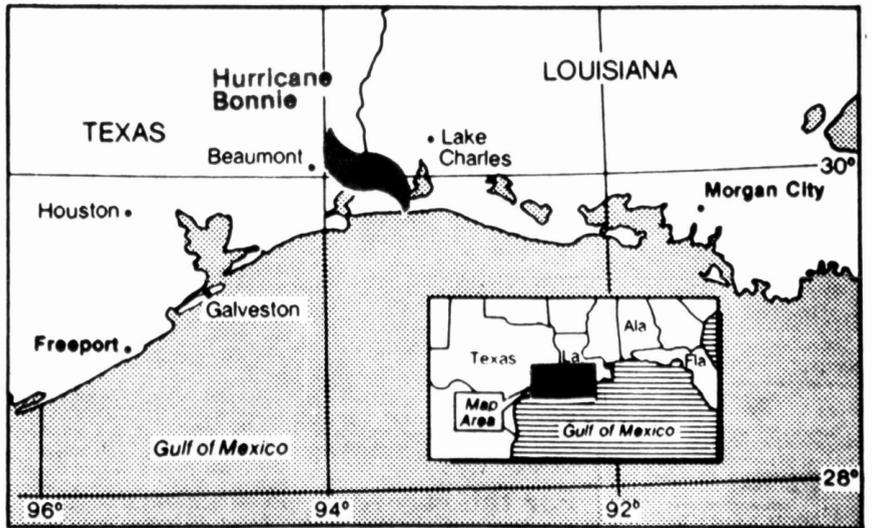 Hurricane
Bonnie
LOUISIANA
TEXAS
Beaumont
Lake
Charles
30°
Morgan City
Houston
Galveston
Freeport
Ala
Texas
La
Fla
Map
Area
Gulf of Mexico
Gulf of Mexico
28°
96°
94°
92°